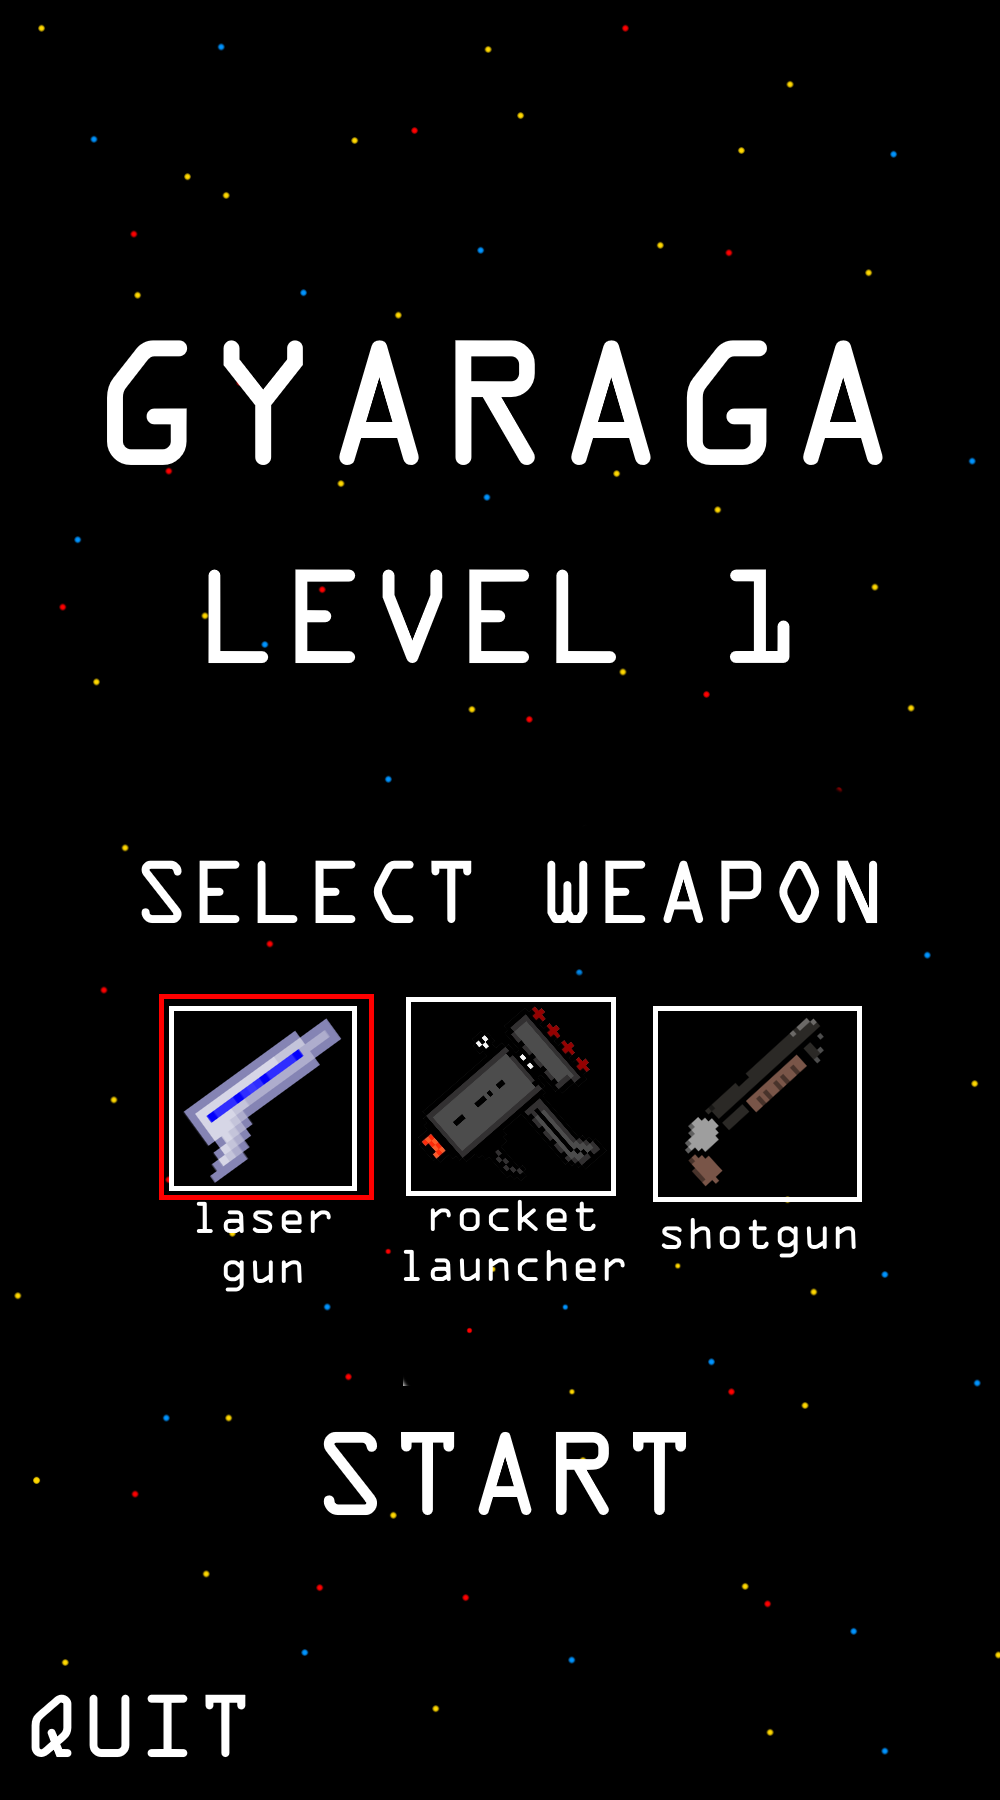 GYARAGA
LEVEL 1
SELECT WEAPON
laser
gun
rocket
launcher
shotgun
START
QUIT